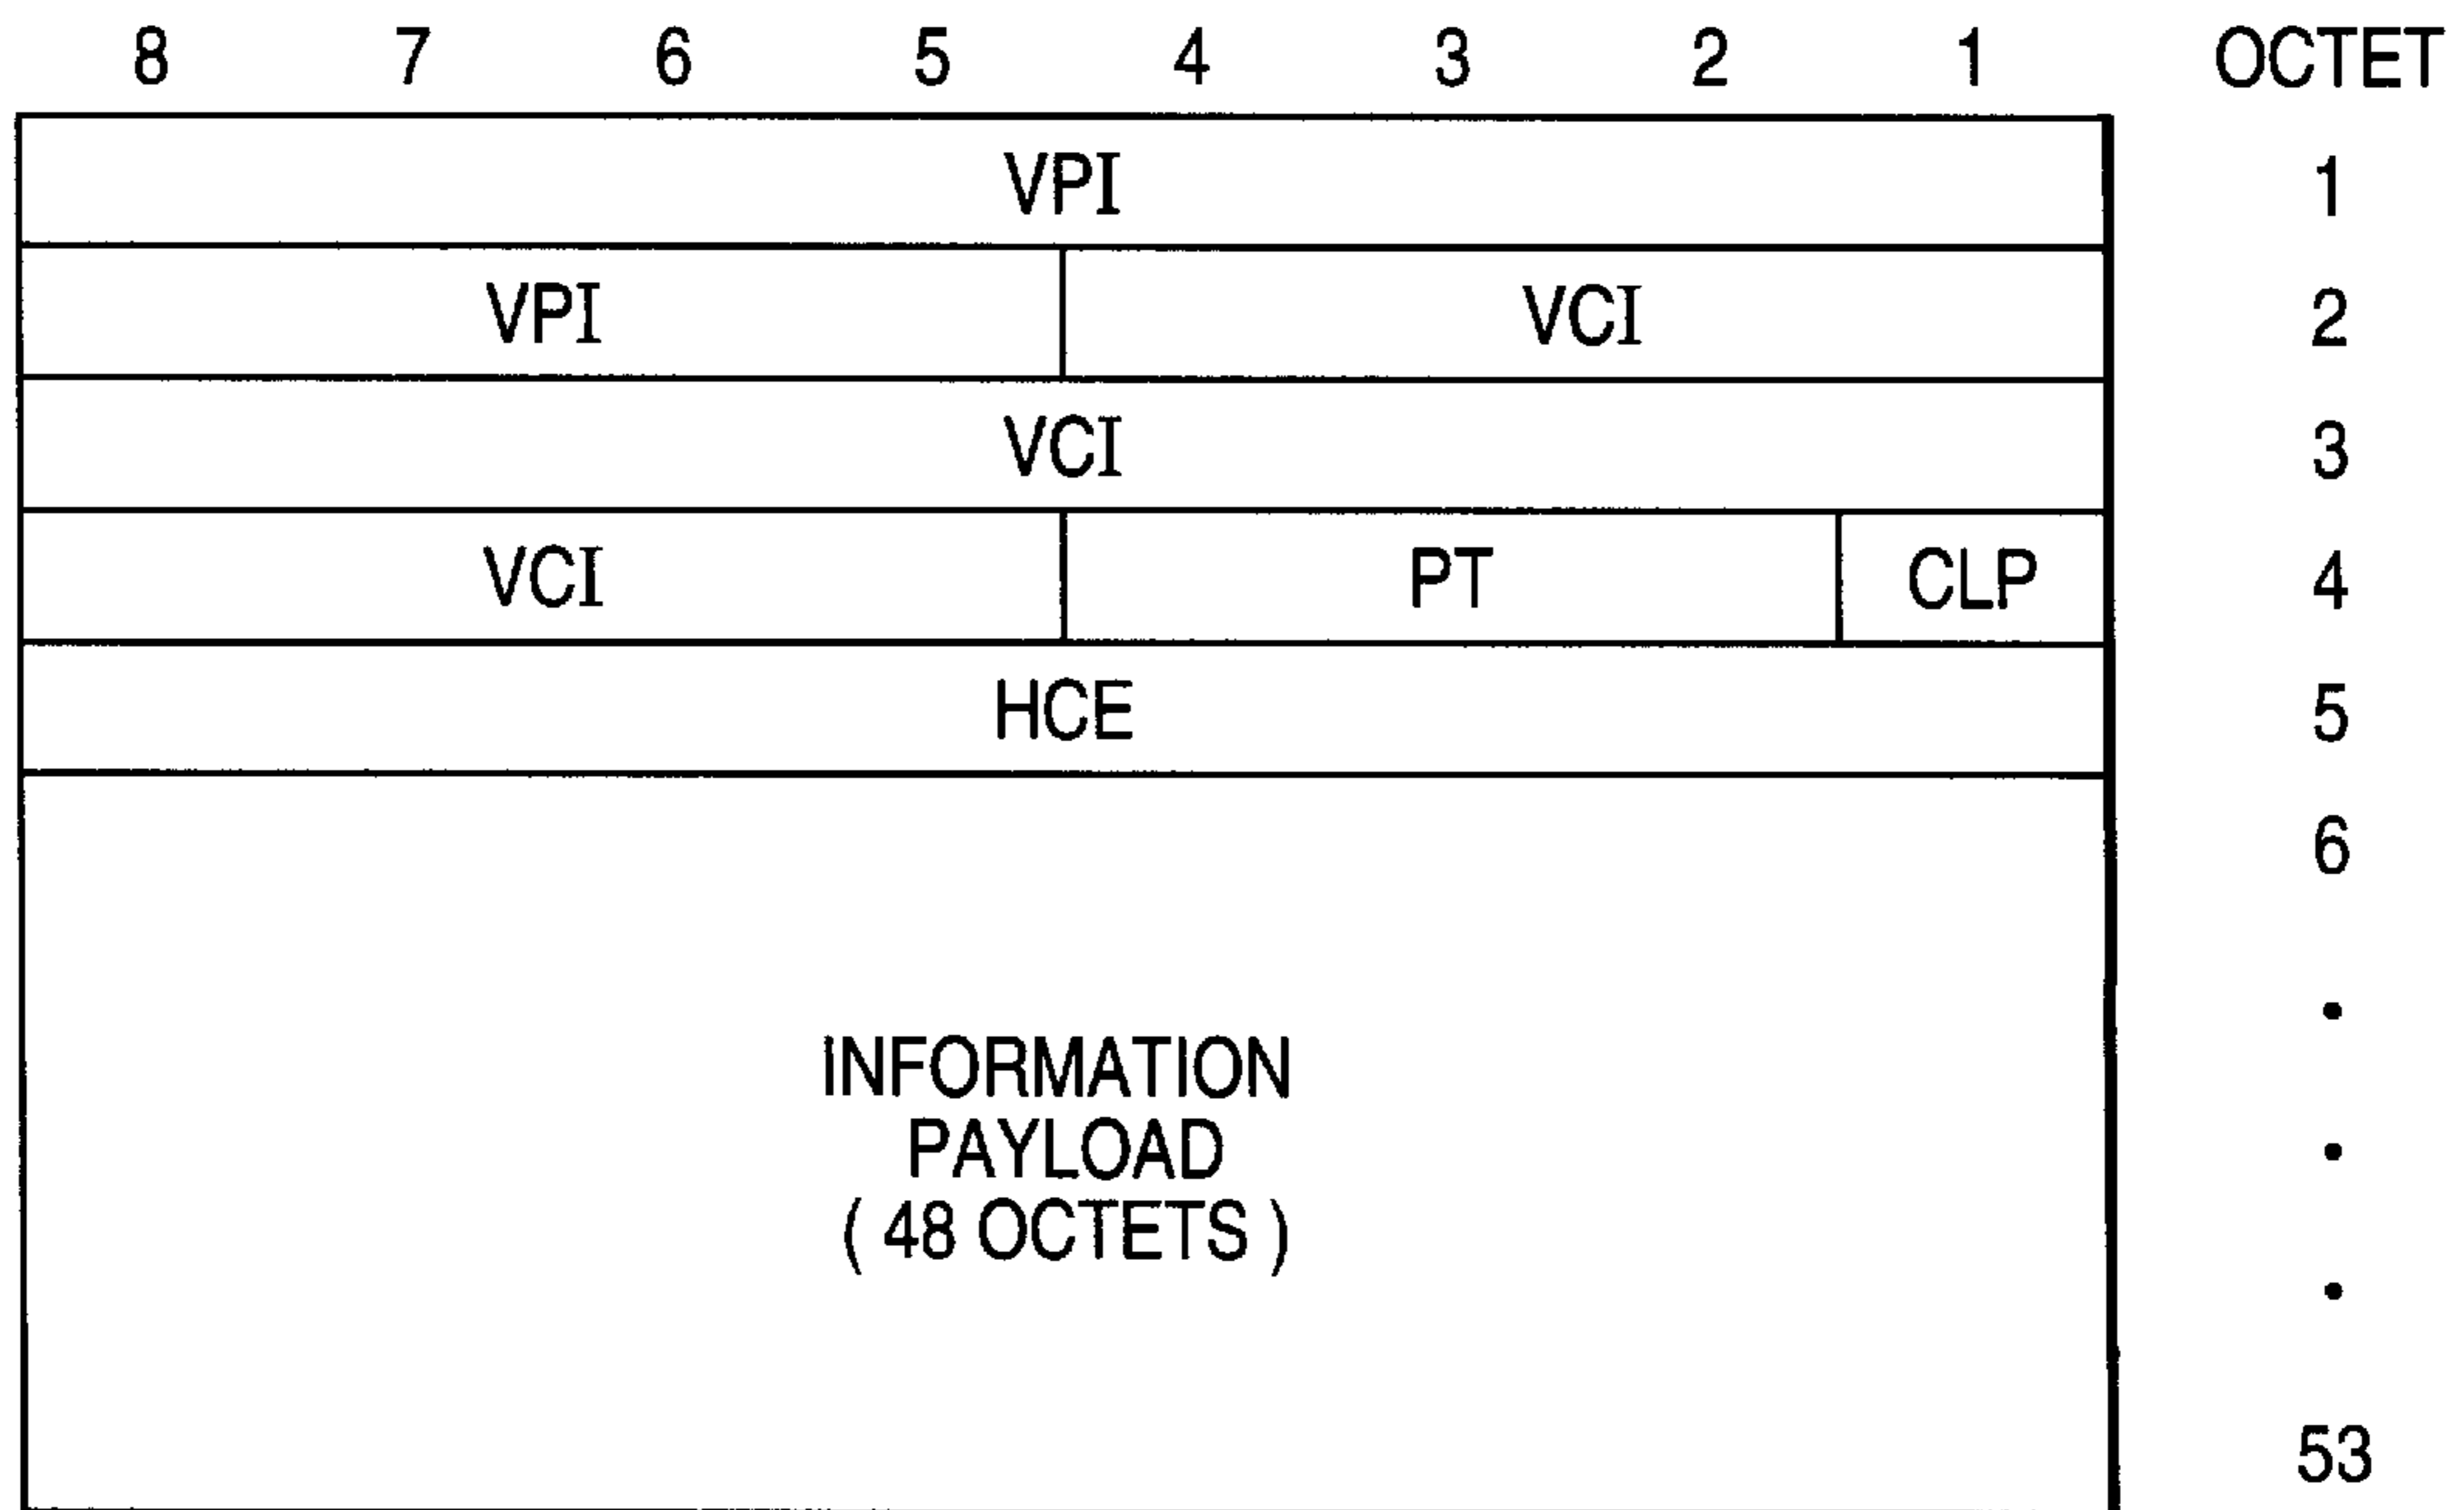 8 7 6 5 4 3 2 1 OCTET
VPI 1
VPI VCI 2
VCI 3
VCI PT CLP 4
HCE 5
6
INFORMATION
PAYLOAD
( 48 OCTETS )
53